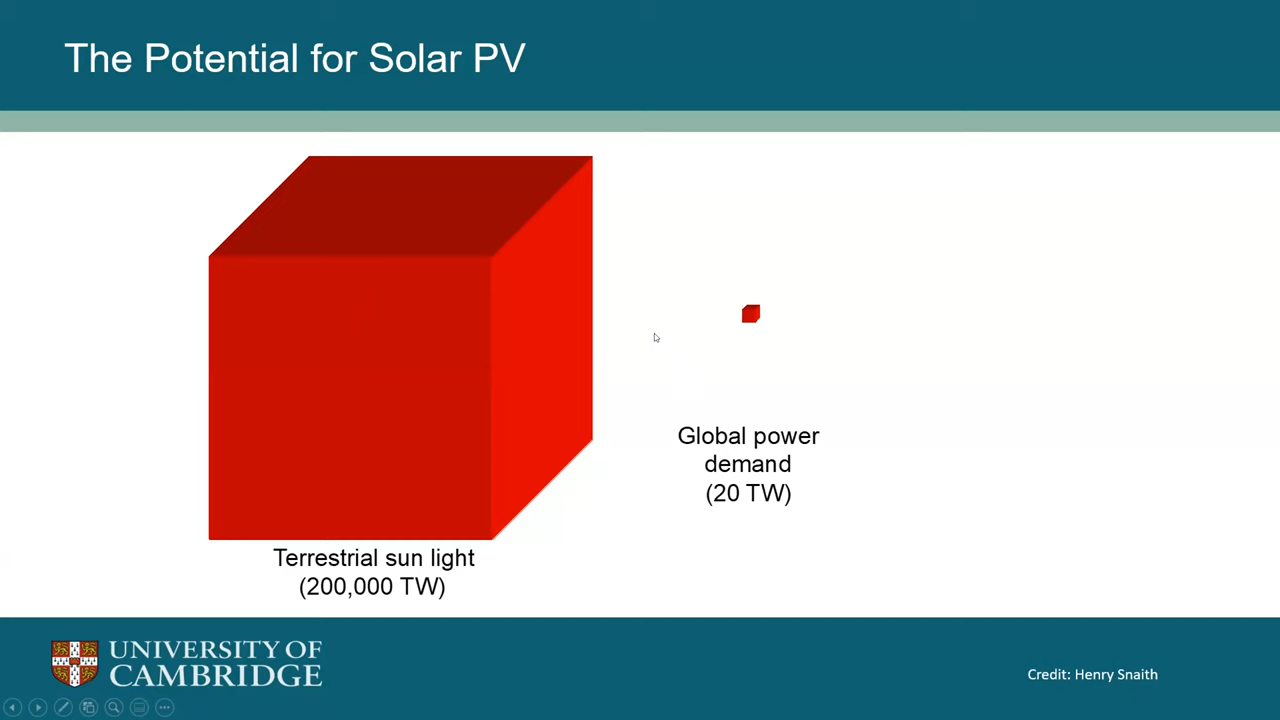 The Potential for Solar PV
Global power
demand
(20 TW)
Terrestrial sun light
(200,000 TW)
UNIVERSITY OF
CAMBRIDGE
Credit: Henry Snaith